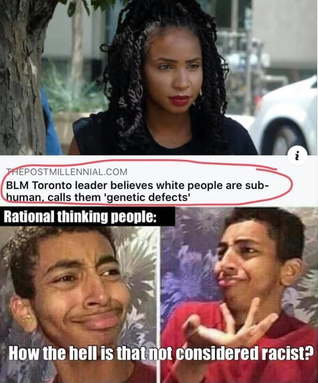 THEPOSTMILLENNIAL.COM
BLM Toronto leader believes white people are sub-
human, calls them 'genetic defects'
Rational thinking people:
How the hell is that not considered racist?